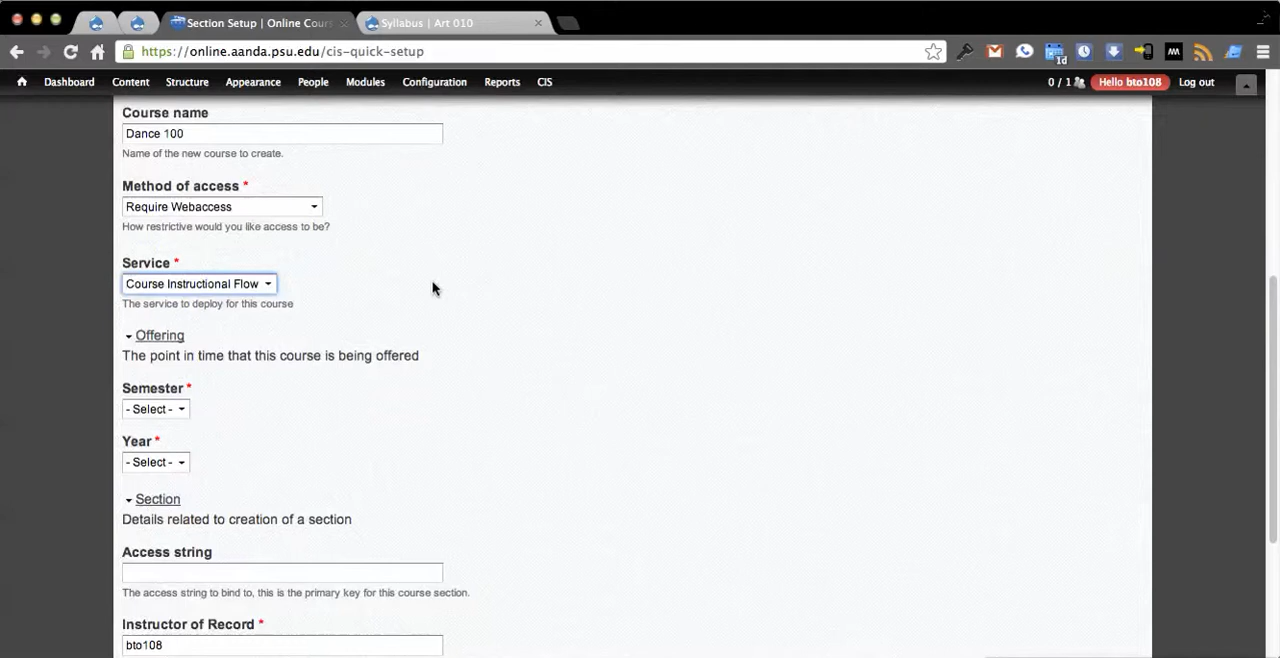 Section Setup | Online Cours
Syllabus | Art 010
https://online.aanda.psu.edu/cis-quick-setup
1d
Dashboard Content Structure Appearance People Modules Configuration Reports CIS 0 / 1 Hello bto108 Log out
Course name
Dance 100
Name of the new course to create.
Method of access *
Require Webaccess
How restrictive would you like access to be?
Service *
Course Instructional Flow
The service to deploy for this course
Offering
The point in time that this course is being offered
Semester *
- Select -
Year *
- Select -
Section
Details related to creation of a section
Access string
The access string to bind to, this is the primary key for this course section.
Instructor of Record *
bto108